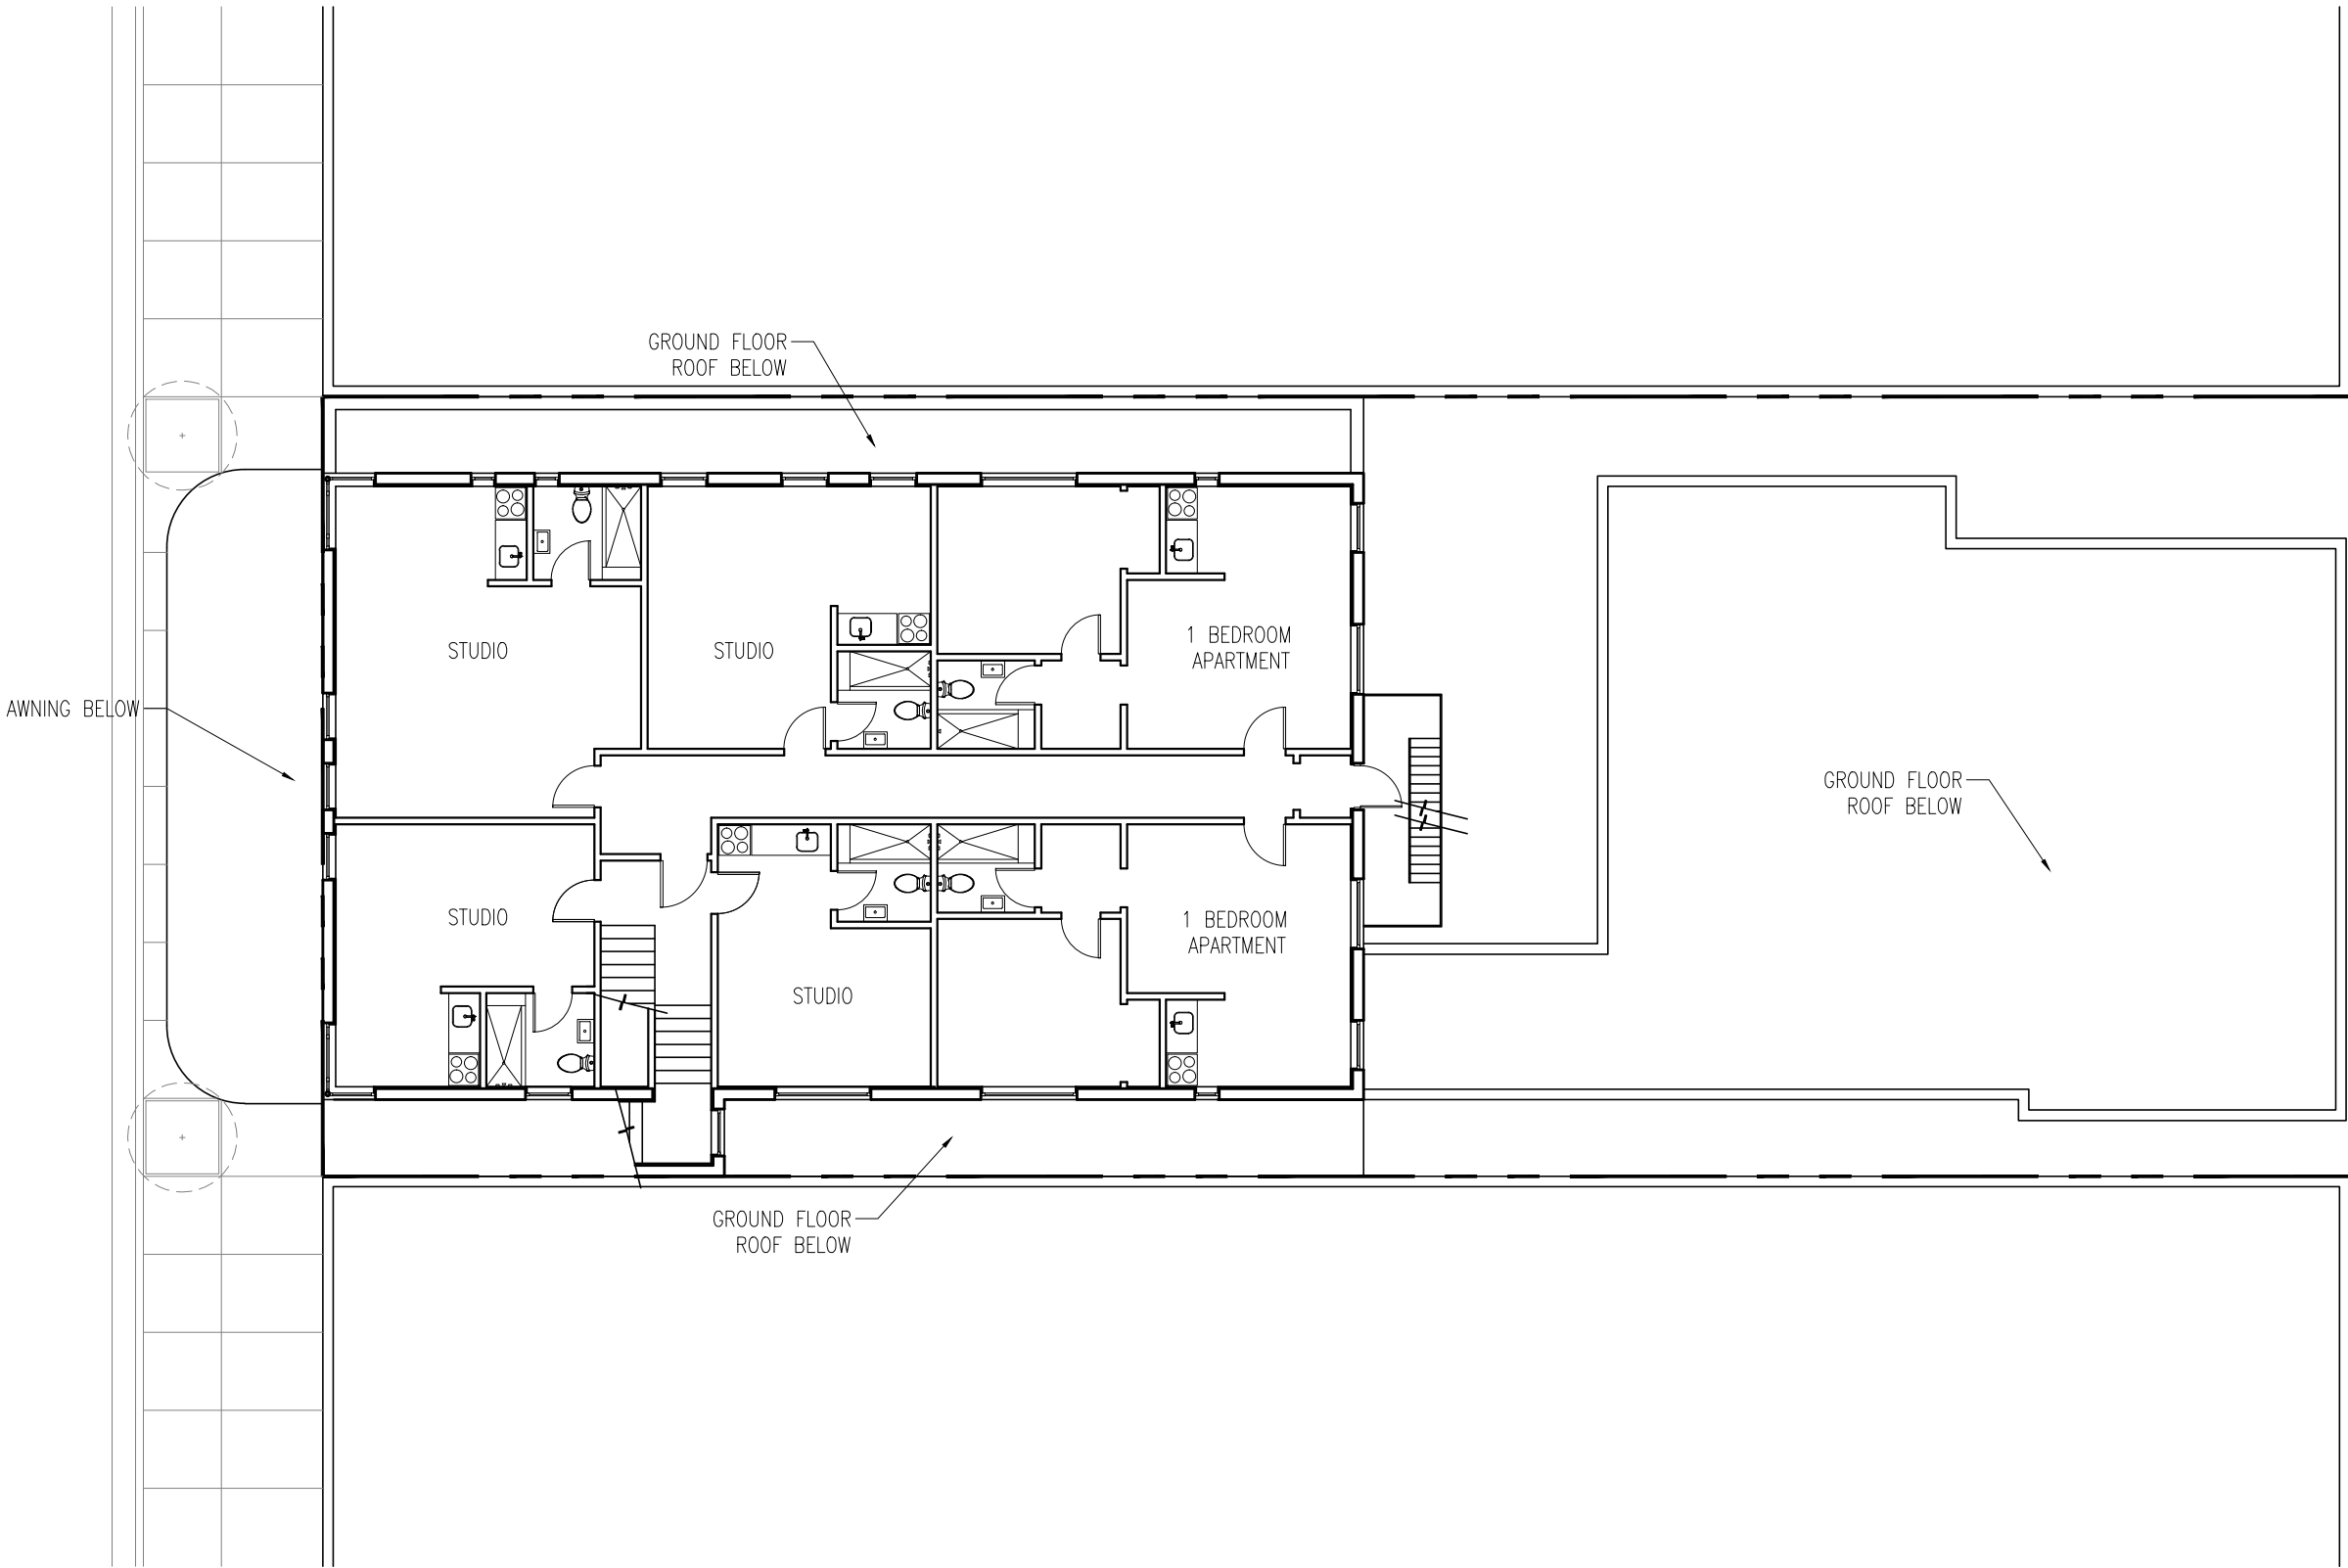 GROUND FLOOR
ROOF BELOW
STUDIO
STUDIO
1 BEDROOM
APARTMENT
AWNING BELOW
GROUND FLOOR
ROOF BELOW
STUDIO
1 BEDROOM
APARTMENT
STUDIO
GROUND FLOOR
ROOF BELOW